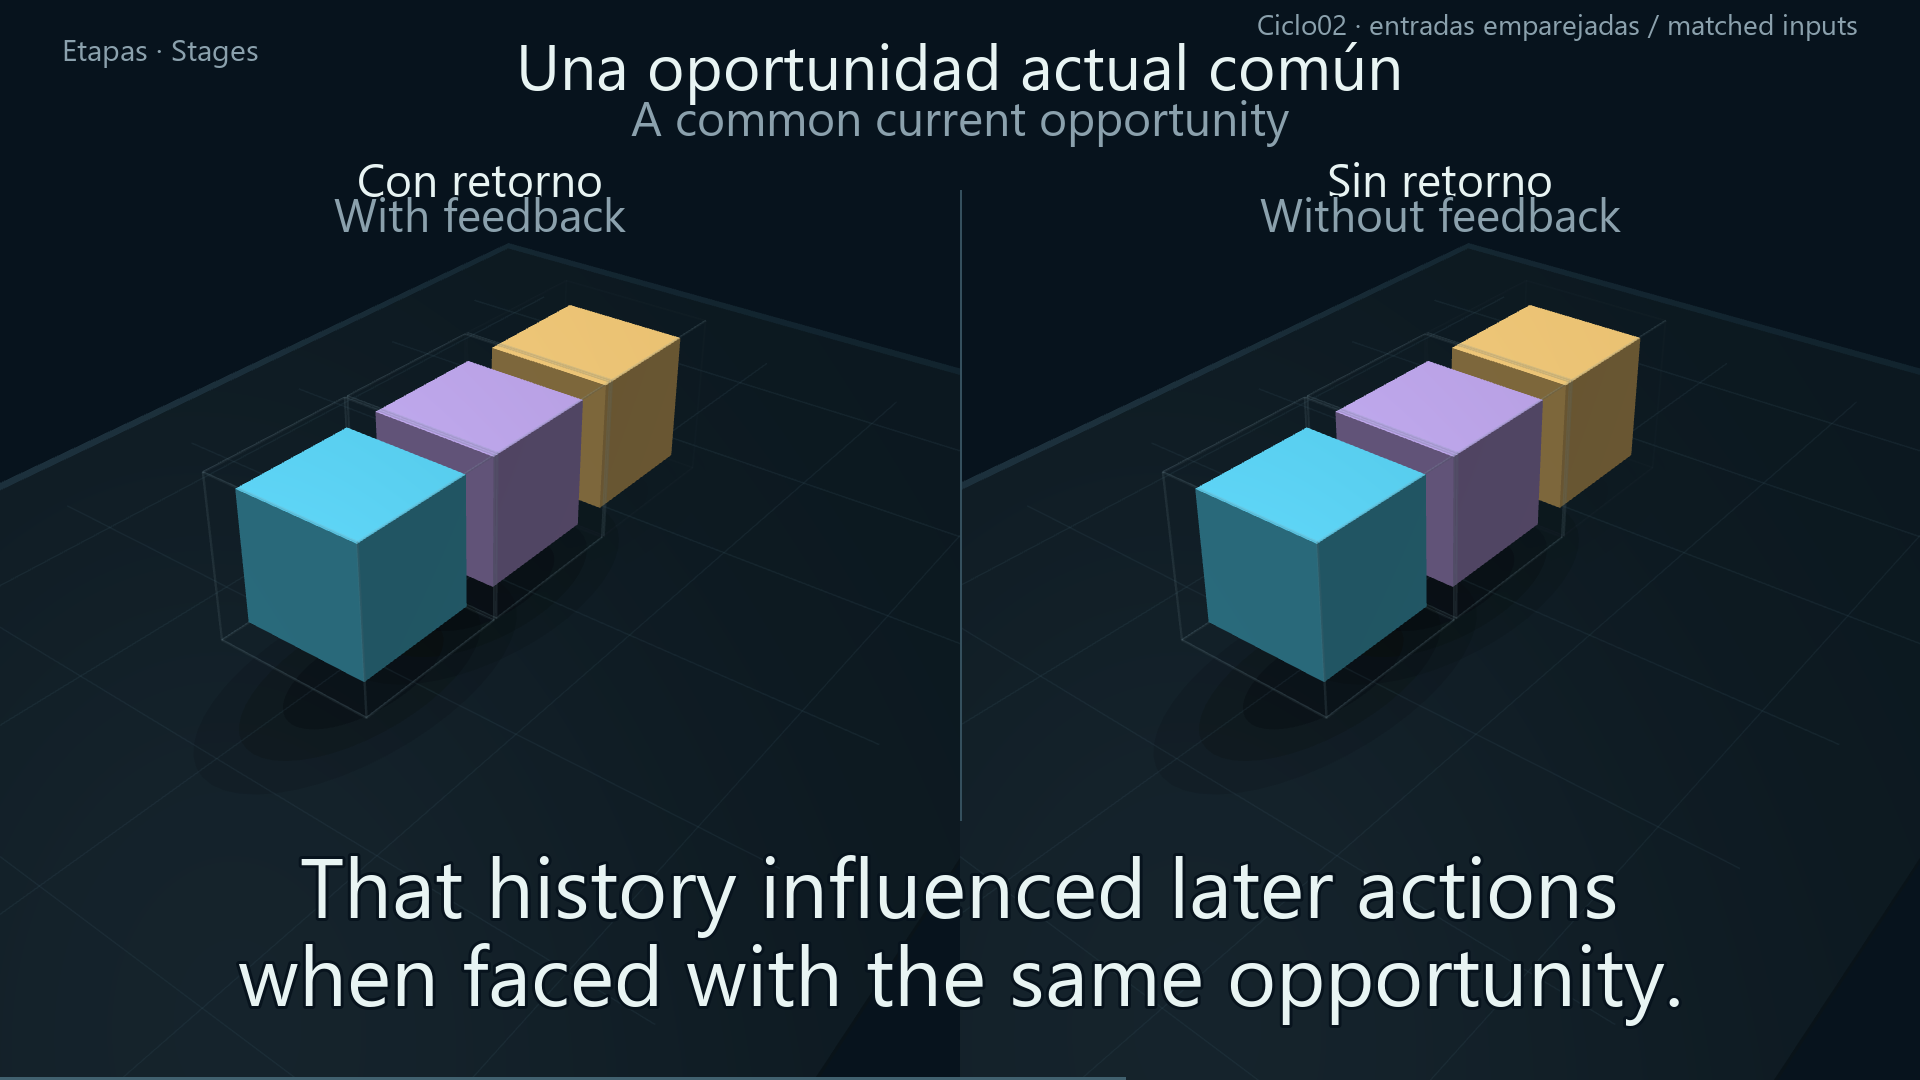 Etapas · Stages
Ciclo02 · entradas emparejadas / matched inputs
Una oportunidad actual común
A common current opportunity
Con retorno
With feedback
Sin retorno
Without feedback
That history influenced later actions
when faced with the same opportunity.